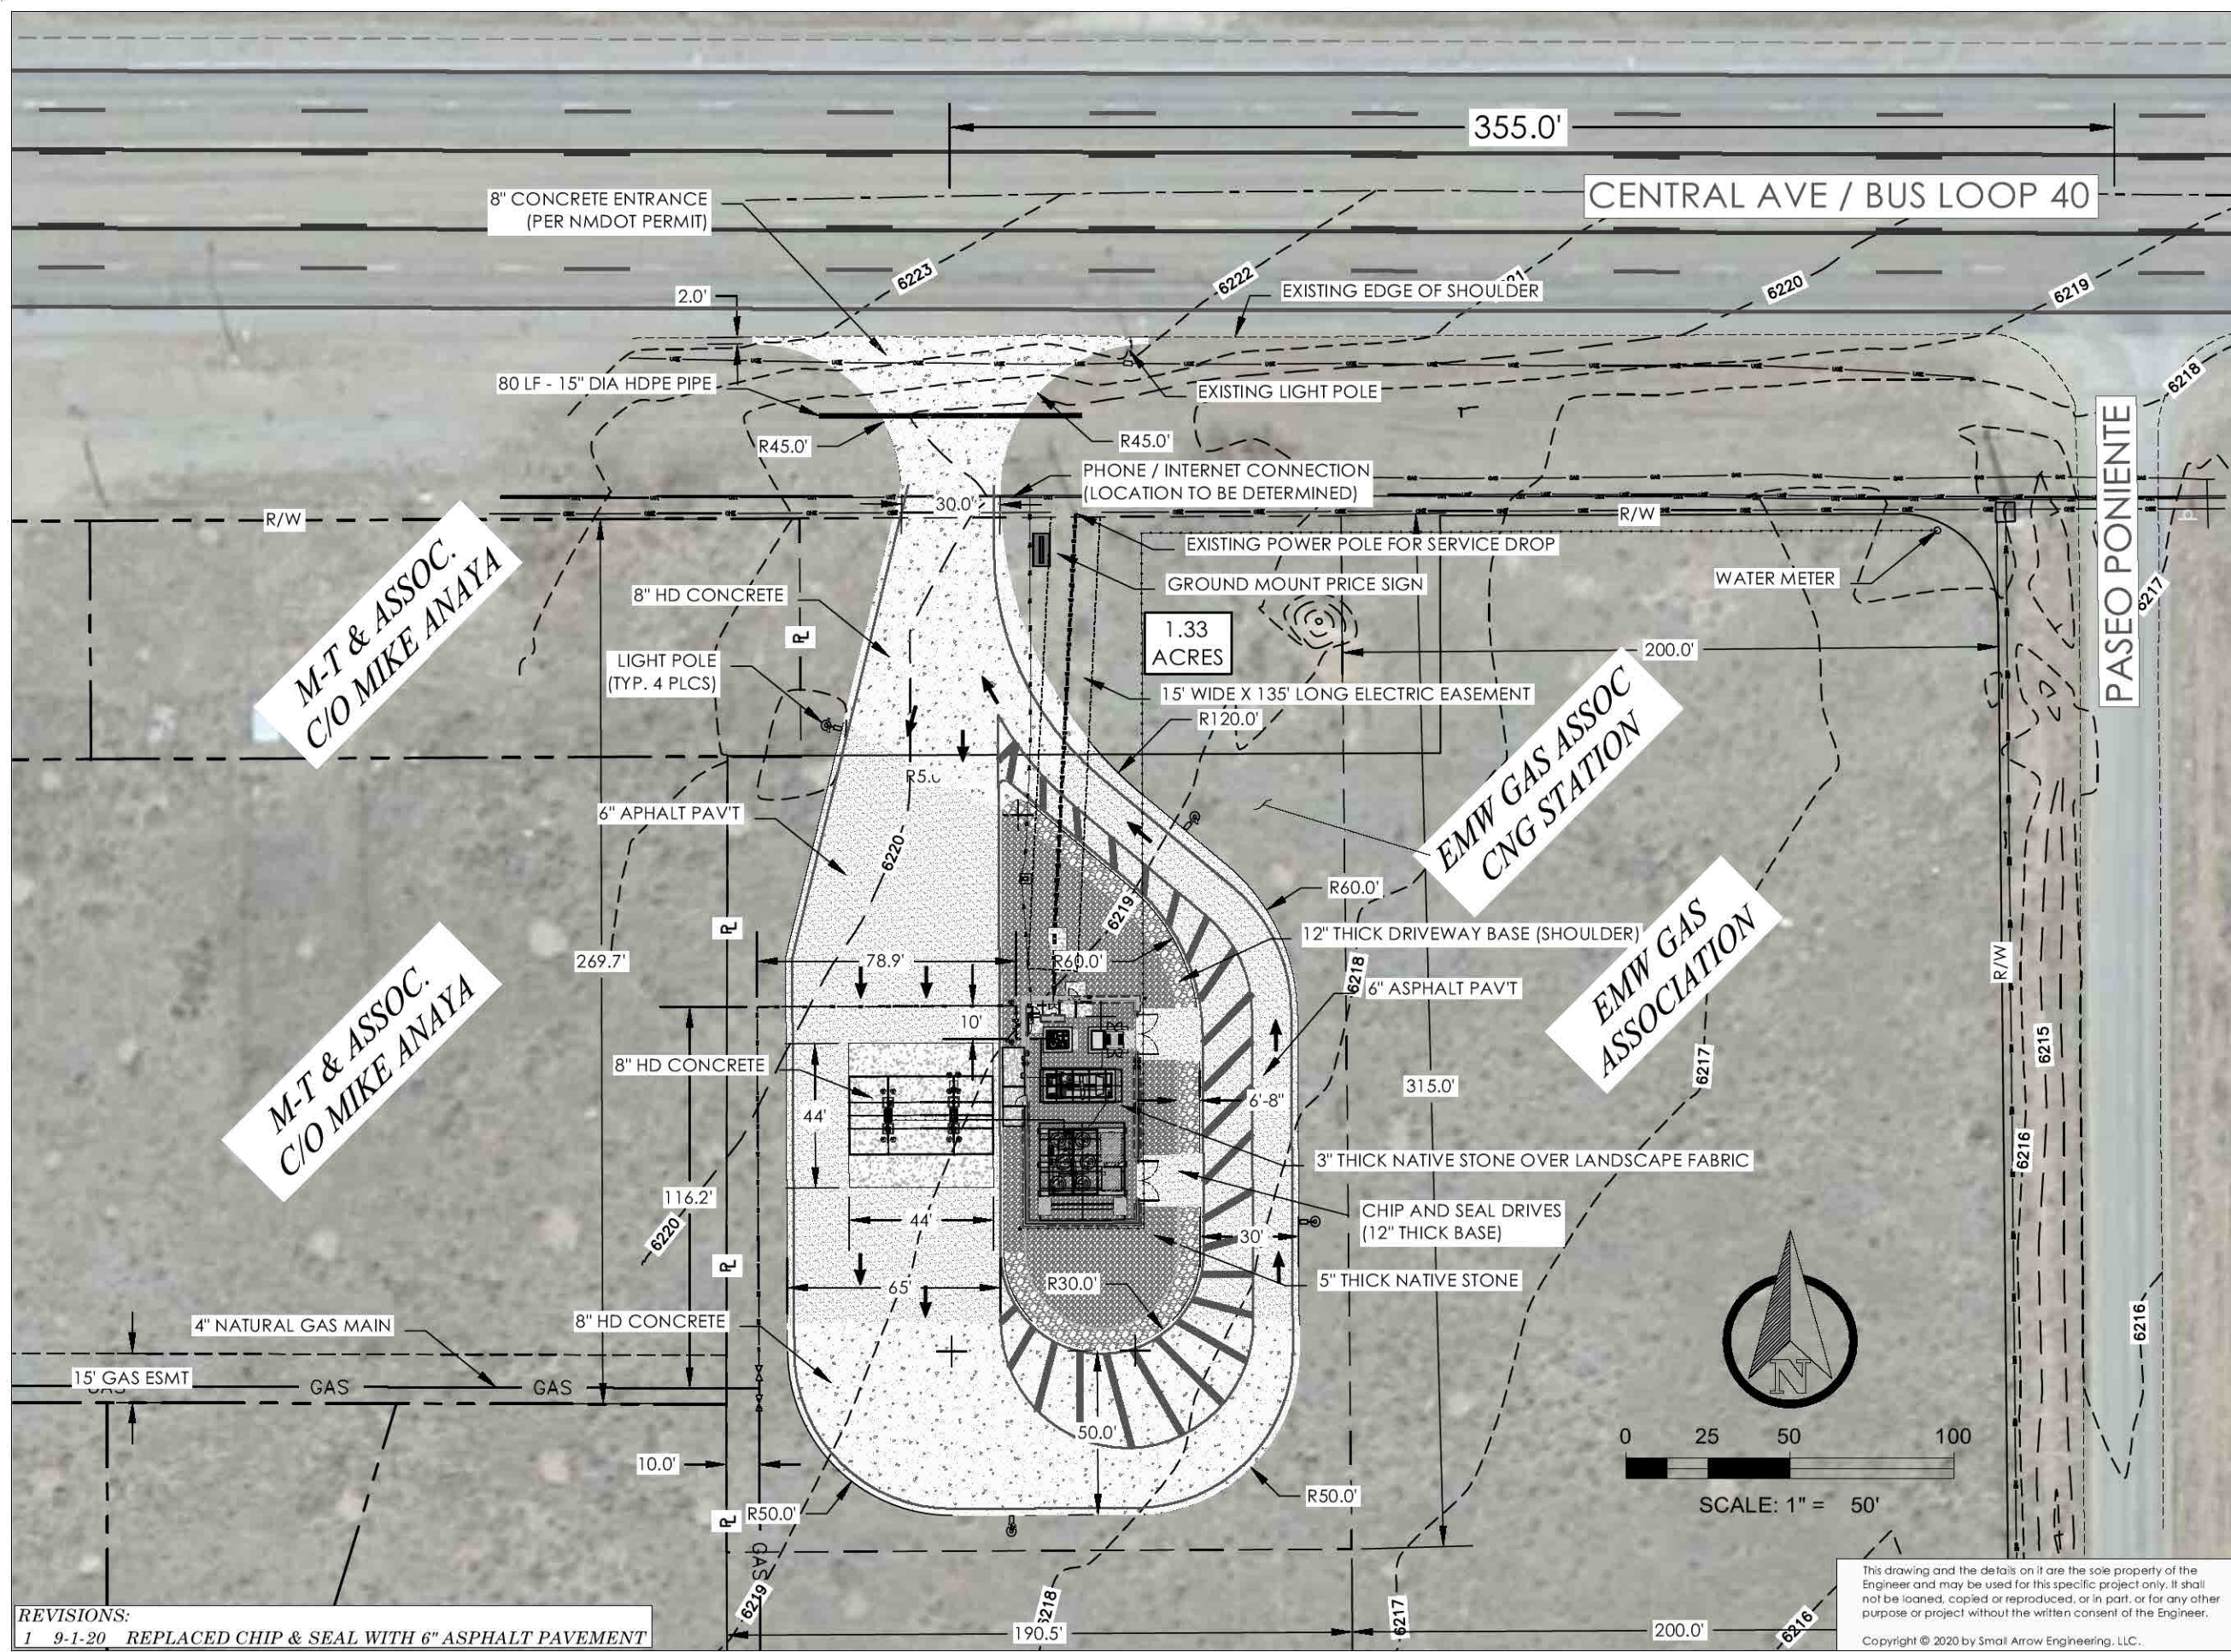 355.0'
8" CONCRETE ENTRANCE
(PER NMDOT PERMIT)
CENTRAL AVE / BUS LOOP 40
6223
6222
6220
6219
2.0'
EXISTING EDGE OF SHOULDER
80 LF - 15" DIA HDPE PIPE
EXISTING LIGHT POLE
6218
R45.0'
R45.0'
PASEO PONIENTE
PHONE / INTERNET CONNECTION
(LOCATION TO BE DETERMINED)
30.0'
R/W
R/W
EXISTING POWER POLE FOR SERVICE DROP
GROUND MOUNT PRICE SIGN
WATER METER
6217
M-T & ASSOC.
C/O MIKE ANAYA
8" HD CONCRETE
PL
1.33
ACRES
200.0'
LIGHT POLE
(TYP. 4 PLCS)
15' WIDE X 135' LONG ELECTRIC EASEMENT
R120.0'
EMW GAS ASSOC
CNG STATION
6" APHALT PAV'T
6220
R60.0'
6219
EMW GAS
ASSOCIATION
PL
12" THICK DRIVEWAY BASE (SHOULDER)
269.7'
78.9'
R60.0'
6218
R/W
6" ASPHALT PAV'T
M-T & ASSOC.
C/O MIKE ANAYA
10'
6215
8" HD CONCRETE
6217
315.0'
44'
6'-8"
6216
3" THICK NATIVE STONE OVER LANDSCAPE FABRIC
116.2'
CHIP AND SEAL DRIVES
(12" THICK BASE)
44'
6220
30'
PL
5" THICK NATIVE STONE
65'
R30.0'
4" NATURAL GAS MAIN
8" HD CONCRETE
6216
N
15' GAS ESMT
GAS
GAS
50.0'
0 25 50 100
10.0'
SCALE: 1" = 50'
R50.0'
R50.0'
PL
GAS
6219
6218
6217
6216
190.5'
200.0'
REVISIONS:
1 9-1-20 REPLACED CHIP & SEAL WITH 6" ASPHALT PAVEMENT
This drawing and the details on it are the sole property of the
Engineer and may be used for this specific project only. It shall
not be loaned, copied or reproduced, or in part, or for any other
purpose or project without the written consent of the Engineer.
Copyright © 2020 by Small Arrow Engineering, LLC.